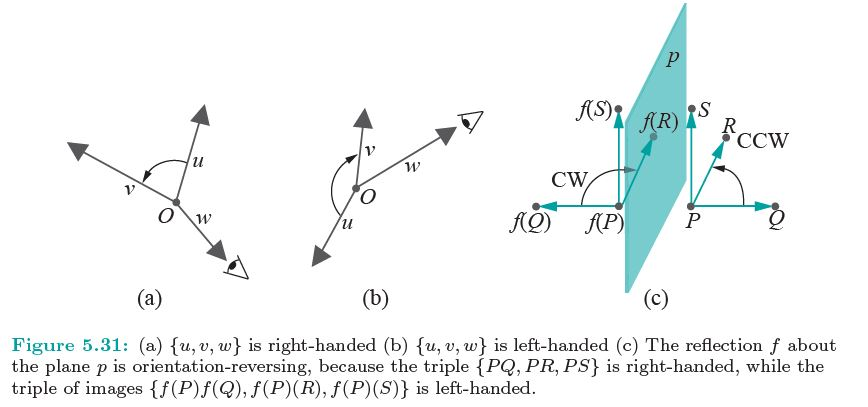 p
f(S)
S
f(R)
R
CCW
u
v
O
w
v
w
O
u
CW
f(Q)
f(P)
P
Q
(a)
(b)
(c)
Figure 5.31: (a) {u, v, w} is right-handed (b) {u, v, w} is left-handed (c) The reflection f about
the plane p is orientation-reversing, because the triple {PQ, PR, PS} is right-handed, while the
triple of images {f(P)f(Q), f(P)(R), f(P)(S)} is left-handed.